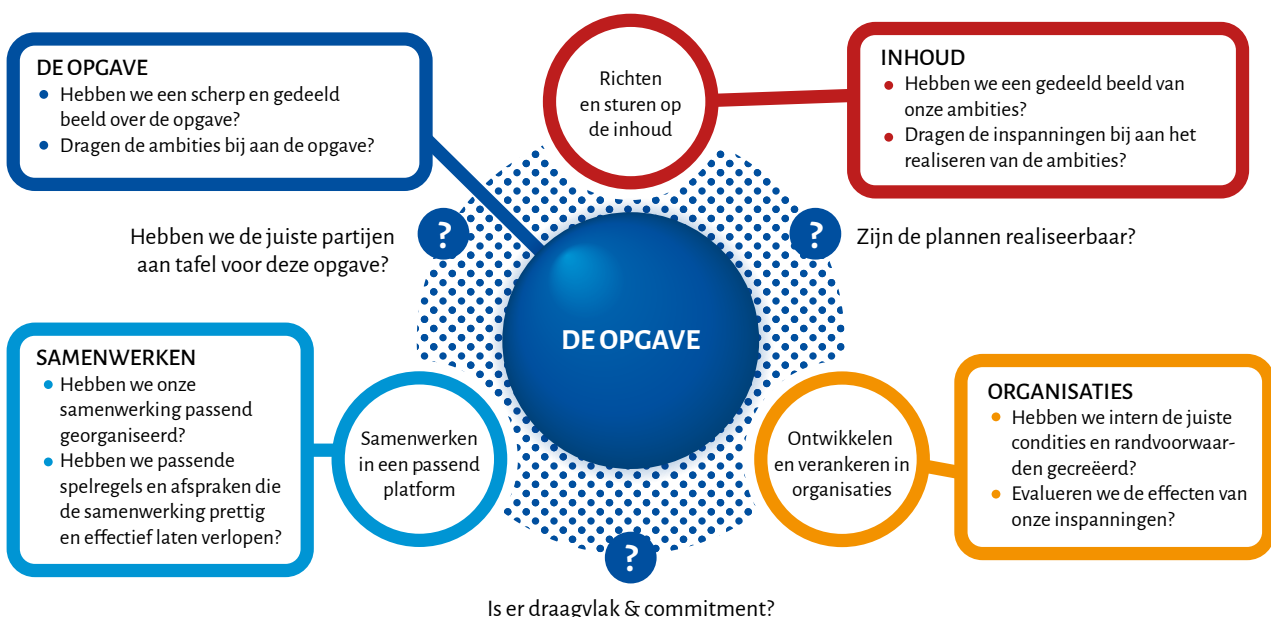 DE OPGAVE
• Hebben we een scherp en gedeeld
beeld over de opgave?
• Dragen de ambities bij aan de opgave?
Richten
en sturen op
de inhoud
INHOUD
• Hebben we een gedeeld beeld van
onze ambities?
• Dragen de inspanningen bij aan het
realiseren van de ambities?
Hebben we de juiste partijen
aan tafel voor deze opgave?
?
?
Zijn de plannen realiseerbaar?
DE OPGAVE
SAMENWERKEN
• Hebben we onze
samenwerking passend
georganiseerd?
• Hebben we passende
spelregels en afspraken die
de samenwerking prettig
en effectief laten verlopen?
Samenwerken
in een passend
platform
Ontwikkelen
en verankeren in
organisaties
ORGANISATIES
• Hebben we intern de juiste
condities en randvoorwaar-
den gecreëerd?
• Evalueren we de effecten van
onze inspanningen?
?
Is er draagvlak & commitment?